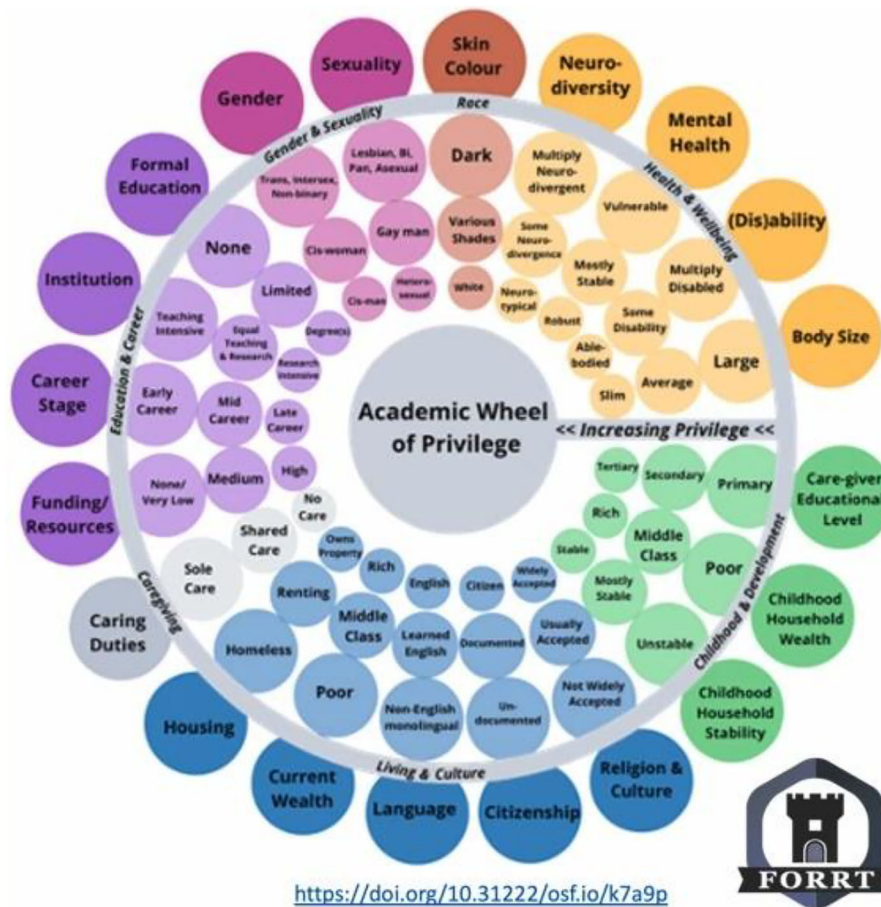 Skin
Colour
Neuro-
diversity
Mental
Health
(Dis)ability
Body Size
Care-giver
Educational
Level
Childhood
Household
Wealth
Childhood
Household
Stability
Religion &
Culture
Citizenship
Language
Current
Wealth
Housing
Caring
Duties
Funding/
Resources
Career
Stage
Institution
Formal
Education
Gender
Sexuality
Race
Health & Wellbeing
Childhood & Development
Living & Culture
Caregiving
Education & Career
Gender & Sexuality
Dark
Various
Shades
White
Multiply
Neuro-
divergent
Some
Neuro-
divergence
Neuro-
typical
Vulnerable
Mostly
Stable
Robust
Multiply
Disabled
Some
Disability
Able-
bodied
Large
Average
Slim
Academic Wheel
of Privilege
<< Increasing Privilege <<
Primary
Secondary
Tertiary
Poor
Middle
Class
Rich
Unstable
Mostly
Stable
Stable
Not Widely
Accepted
Usually
Accepted
Widely
Accepted
Un-
documented
Documented
Citizen
Non-English
monolingual
Learned
English
English
Poor
Middle
Class
Rich
Homeless
Renting
Owns
Property
Sole
Care
Shared
Care
No
Care
None/
Very Low
Medium
High
Early
Career
Mid
Career
Late
Career
Teaching
Intensive
Equal
Teaching
& Research
Research
Intensive
None
Limited
Degree(s)
Trans, Intersex,
Non-binary
Cis-woman
Cis-man
Lesbian, Bi,
Pan, Asexual
Gay man
Hetero-
sexual
FORRT
https://doi.org/10.31222/osf.io/k7a9p